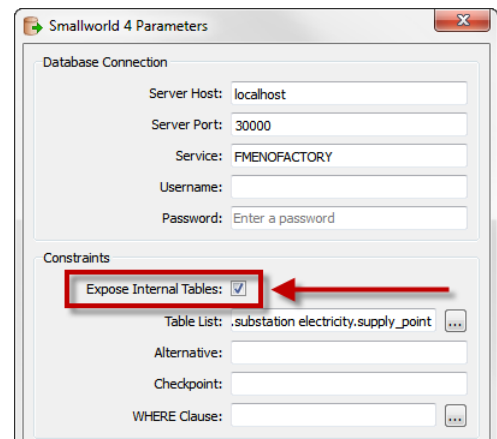 Smallworld 4 Parameters
Database Connection
Server Host: localhost
Server Port: 30000
Service: FMENOFACTORY
Username:
Password: Enter a password
Constraints
Expose Internal Tables:
Table List: .substation electricity.supply_point ...
Alternative:
Checkpoint:
WHERE Clause: ...